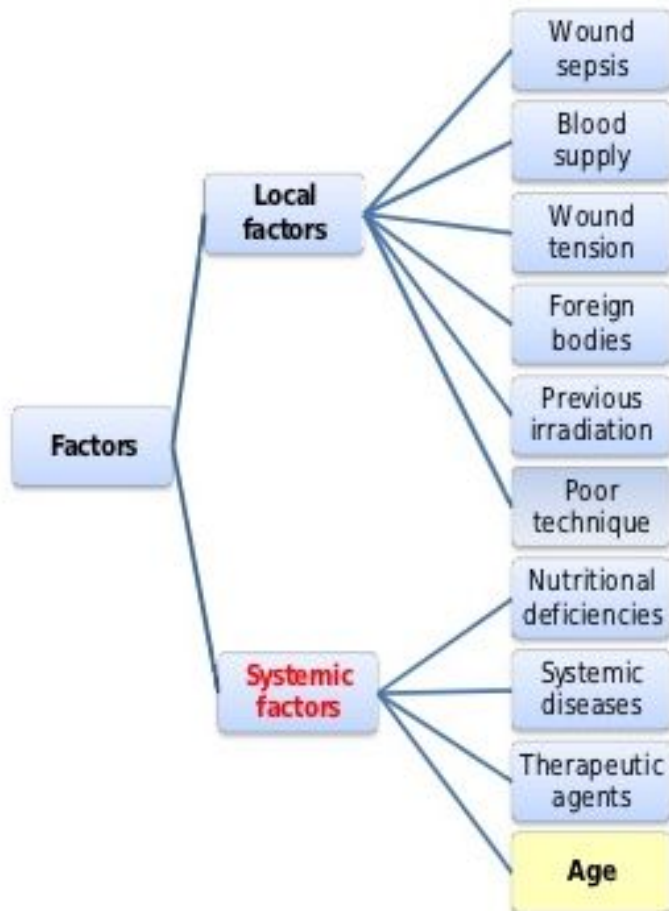 Wound
sepsis
Blood
supply
Local
factors
Wound
tension
Foreign
bodies
Previous
irradiation
Factors
Poor
technique
Nutritional
deficiencies
Systemic
factors
Systemic
diseases
Therapeutic
agents
Age